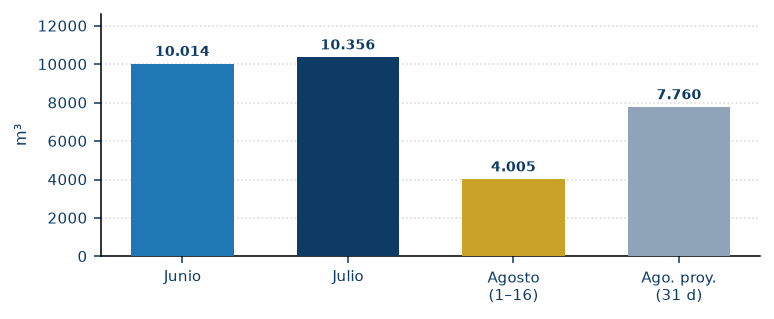 12000
10000
8000
6000
4000
2000
0
m³
10.014
10.356
4.005
7.760
Junio
Julio
Agosto
(1–16)
Ago. proy.
(31 d)